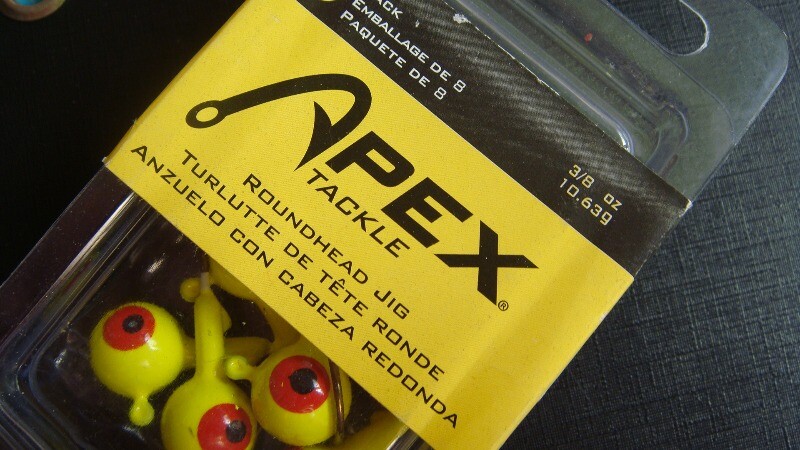 EMBALLAGE DE 8
PAQUETE DE 8
3/8 oz
10.63g
APEX®
TACKLE
ROUNDHEAD JIG
TURLUTTE DE TÊTE RONDE
ANZUELO CON CABEZA REDONDA